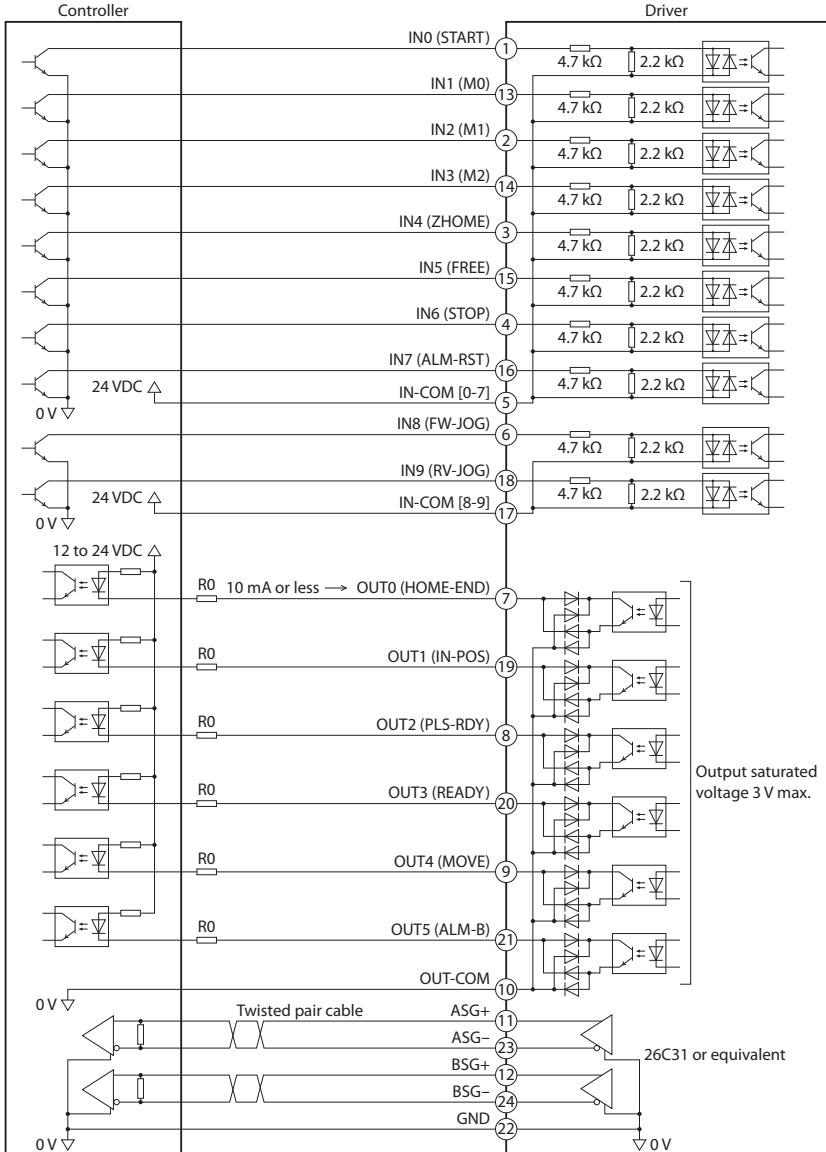 Controller
Driver
IN0 (START)
1
4.7 kΩ
2.2 kΩ
IN1 (M0)
13
4.7 kΩ
2.2 kΩ
IN2 (M1)
2
4.7 kΩ
2.2 kΩ
IN3 (M2)
14
4.7 kΩ
2.2 kΩ
IN4 (ZHOME)
3
4.7 kΩ
2.2 kΩ
IN5 (FREE)
15
4.7 kΩ
2.2 kΩ
IN6 (STOP)
4
4.7 kΩ
2.2 kΩ
IN7 (ALM-RST)
16
4.7 kΩ
2.2 kΩ
24 VDC
IN-COM [0-7]
5
0 V
IN8 (FW-JOG)
6
4.7 kΩ
2.2 kΩ
IN9 (RV-JOG)
18
4.7 kΩ
2.2 kΩ
24 VDC
IN-COM [8-9]
17
0 V
12 to 24 VDC
R0
10 mA or less →
OUT0 (HOME-END)
7
R0
OUT1 (IN-POS)
19
R0
OUT2 (PLS-RDY)
8
Output saturated
voltage 3 V max.
R0
OUT3 (READY)
20
R0
OUT4 (MOVE)
9
R0
OUT5 (ALM-B)
21
OUT-COM
10
0 V
Twisted pair cable
ASG+
11
ASG−
23
26C31 or equivalent
BSG+
12
BSG−
24
GND
22
0 V
0 V